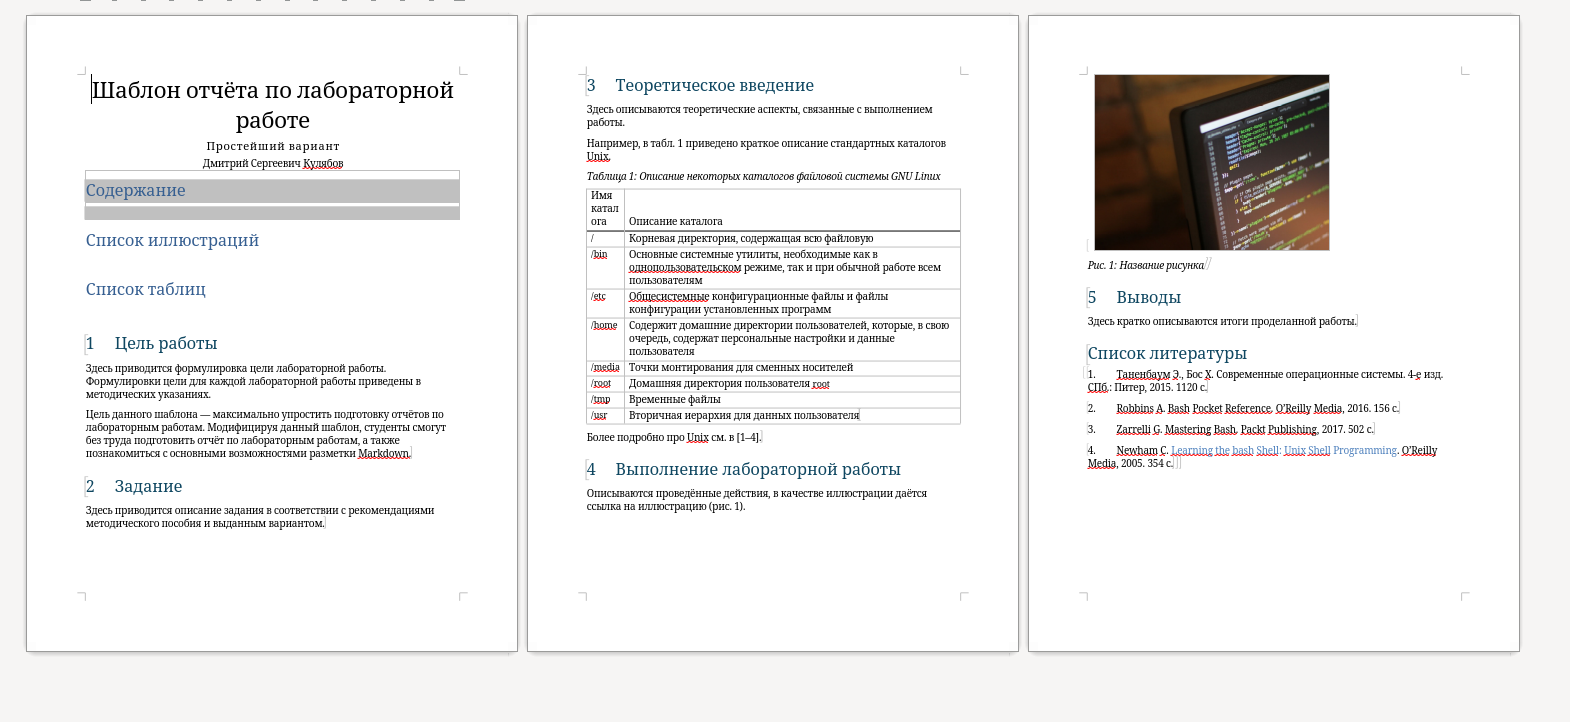 Шаблон отчёта по лабораторной
работе
Простейший вариант
Дмитрий Сергеевич Кулябов
Содержание
Список иллюстраций
Список таблиц
1 Цель работы
Здесь приводится формулировка цели лабораторной работы.
Формулировки цели для каждой лабораторной работы приведены в
методических указаниях.
Цель данного шаблона — максимально упростить подготовку отчётов по
лабораторным работам. Модифицируя данный шаблон, студенты смогут
без труда подготовить отчёт по лабораторным работам, а также
познакомиться с основными возможностями разметки Markdown.
2 Задание
Здесь приводится описание задания в соответствии с рекомендациями
методического пособия и выданным вариантом.
3 Теоретическое введение
Здесь описываются теоретические аспекты, связанные с выполнением
работы.
Например, в табл. 1 приведено краткое описание стандартных каталогов
Unix.
Таблица 1: Описание некоторых каталогов файловой системы GNU Linux
Имя
катал
ога Описание каталога
/ Корневая директория, содержащая всю файловую
/bin Основные системные утилиты, необходимые как в
однопользовательском режиме, так и при обычной работе всем
пользователям
/etc Общесистемные конфигурационные файлы и файлы
конфигурации установленных программ
/home Содержит домашние директории пользователей, которые, в свою
очередь, содержат персональные настройки и данные
пользователя
/media Точки монтирования для сменных носителей
/root Домашняя директория пользователя root
/tmp Временные файлы
/usr Вторичная иерархия для данных пользователя
Более подробно про Unix см. в [1–4].
4 Выполнение лабораторной работы
Описываются проведённые действия, в качестве иллюстрации даётся
ссылка на иллюстрацию (рис. 1).
Рис. 1: Название рисунка
5 Выводы
Здесь кратко описываются итоги проделанной работы.
Список литературы
1. Таненбаум Э., Бос Х. Современные операционные системы. 4-е изд.
СПб.: Питер, 2015. 1120 с.
2. Robbins A. Bash Pocket Reference. O’Reilly Media, 2016. 156 с.
3. Zarrelli G. Mastering Bash. Packt Publishing, 2017. 502 с.
4. Newham C. Learning the bash Shell: Unix Shell Programming. O’Reilly
Media, 2005. 354 с.